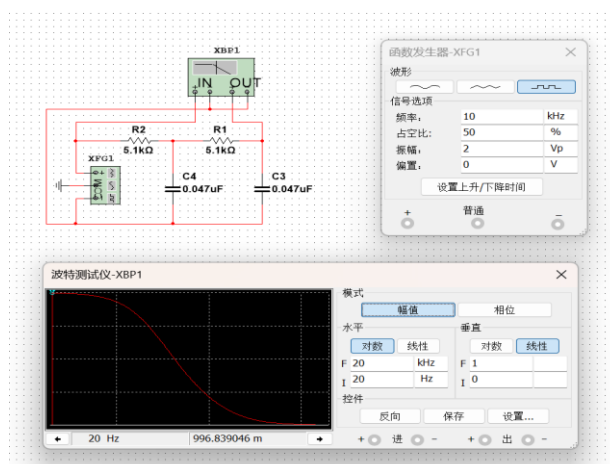 XBP1
IN OUT
R2
5.1kΩ
R1
5.1kΩ
XFG1
C4
0.047uF
C3
0.047uF
函数发生器-XFG1
波形
信号选项
频率: 10 kHz
占空比: 50 %
振幅: 2 Vp
偏置: 0 V
设置上升/下降时间
+ 普通 -
波特测试仪-XBP1
模式
幅值 相位
水平 垂直
对数 线性 对数 线性
F 20 kHz F 1
I 20 Hz I 0
控件
反向 保存 设置...
20 Hz 996.839046 m + 进 - + 出 -